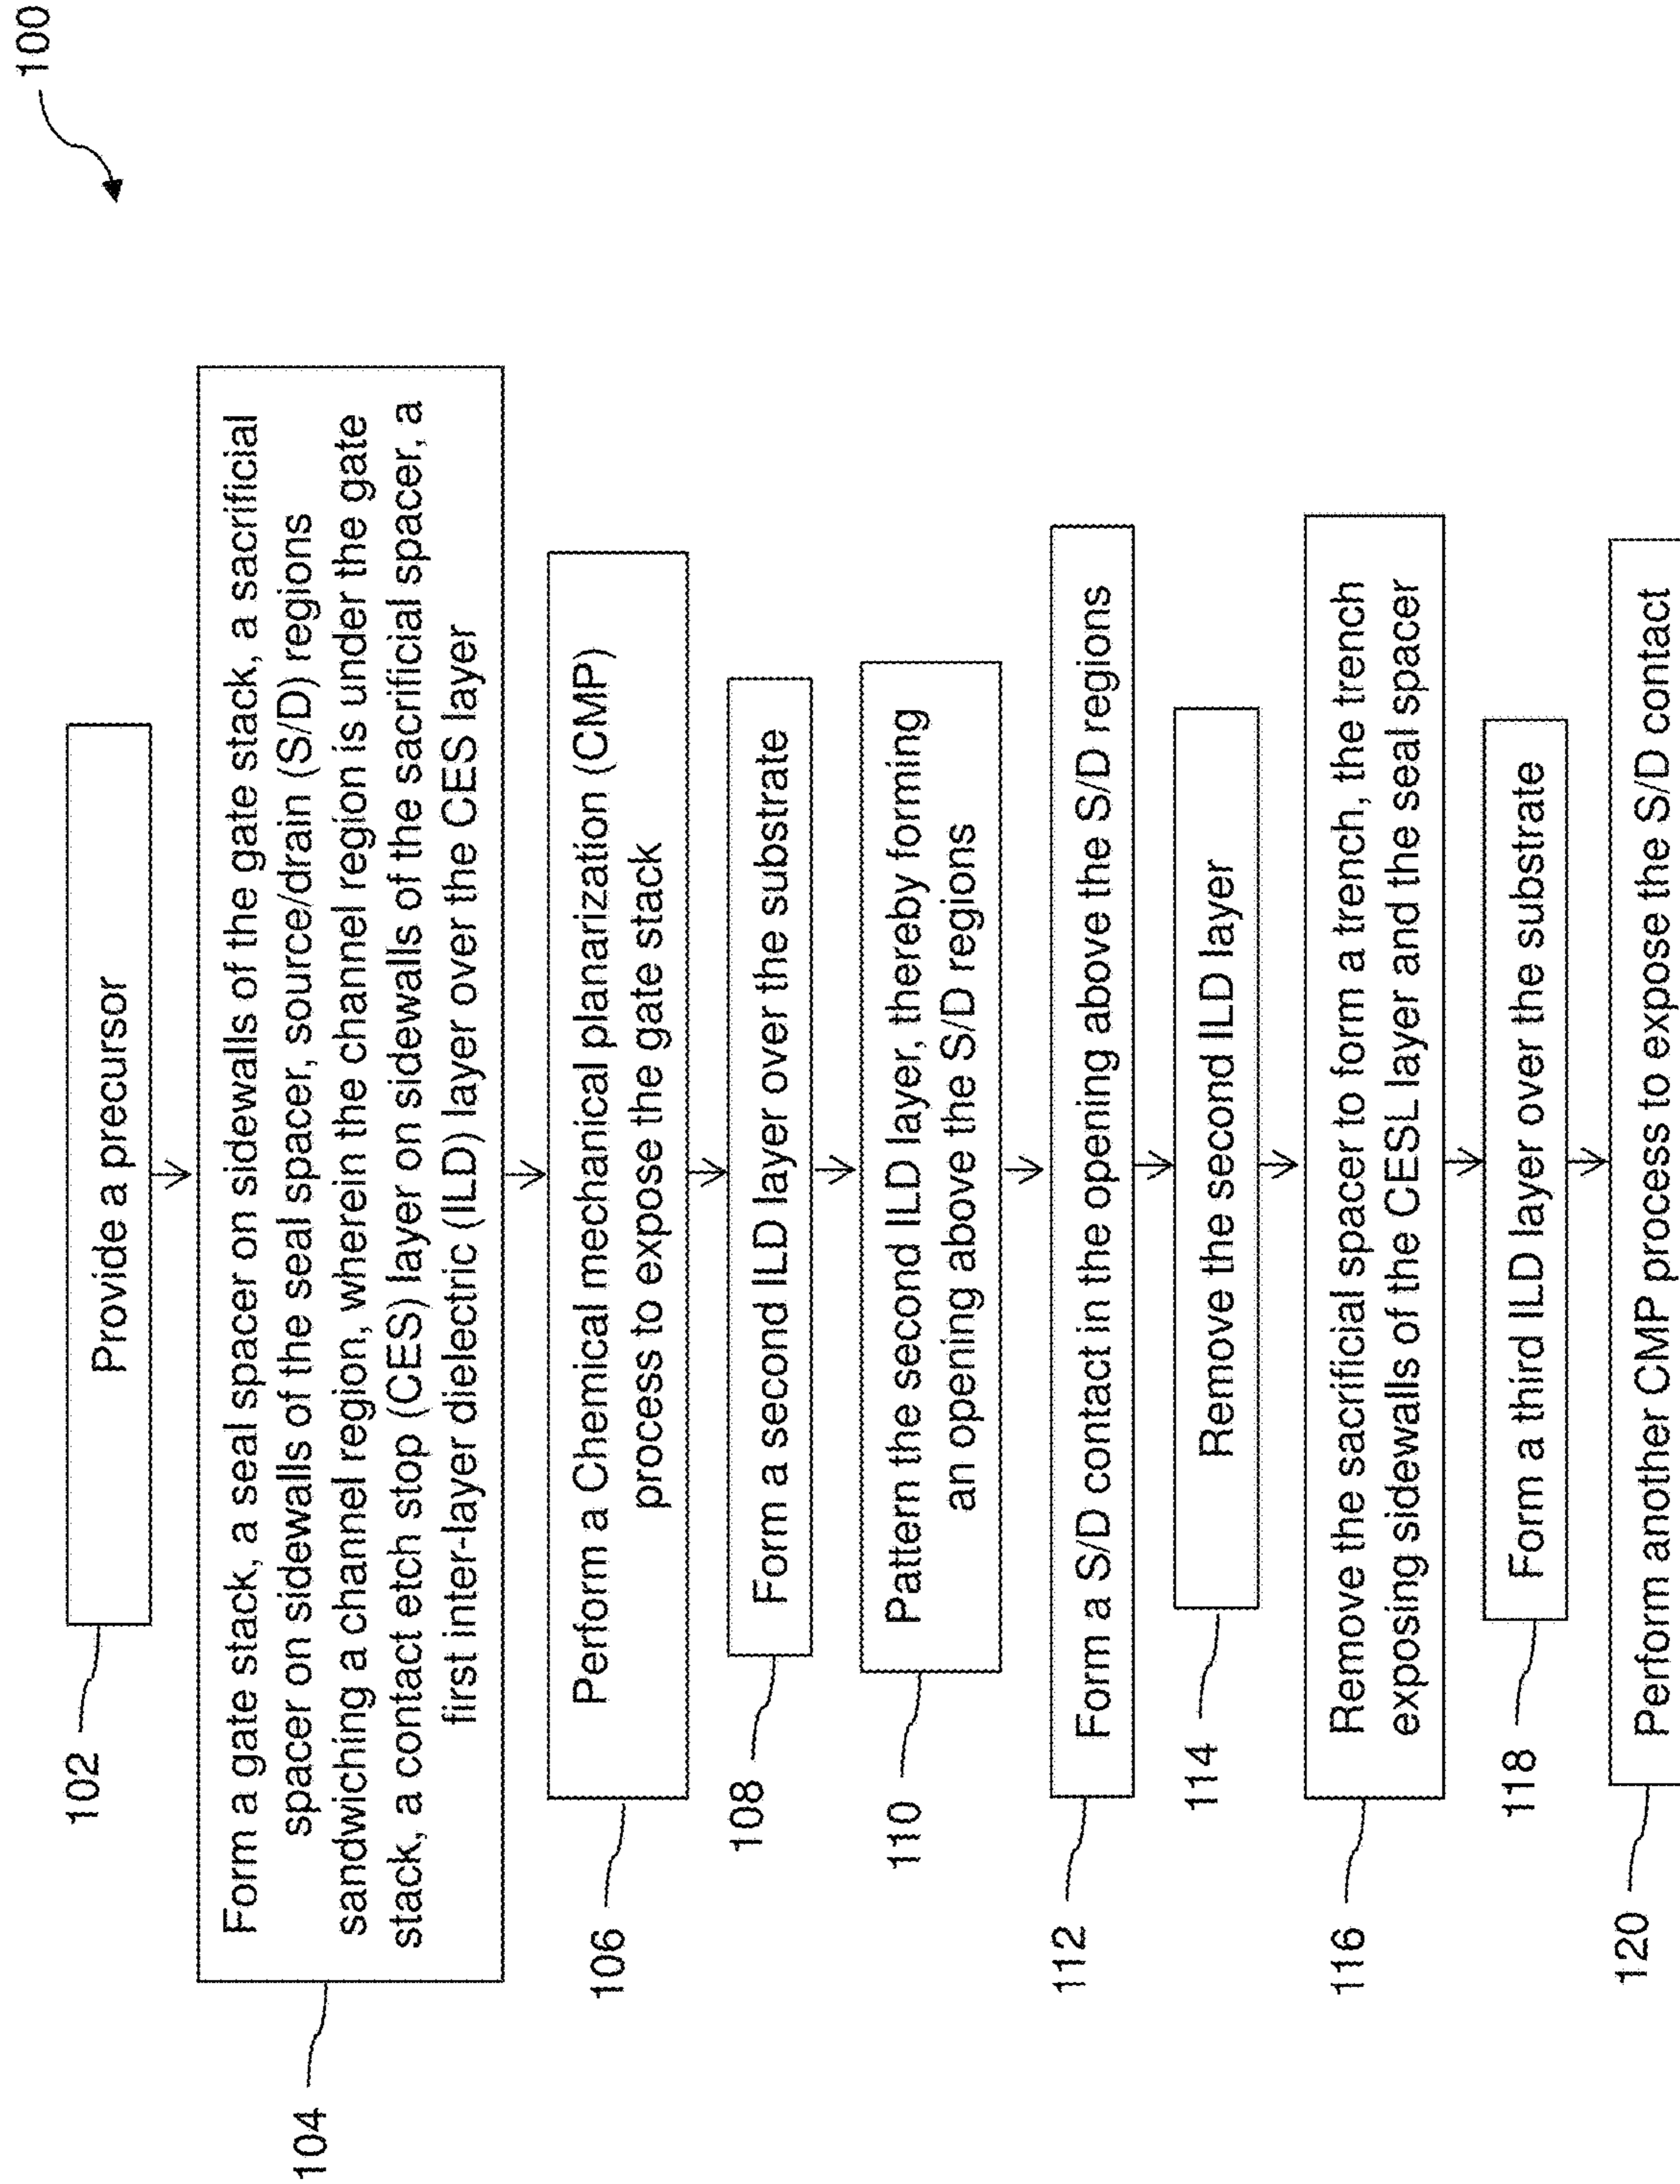 100
102
Provide a precursor
104
Form a gate stack, a seal spacer on sidewalls of the gate stack, a sacrificial
spacer on sidewalls of the seal spacer, source/drain (S/D) regions
sandwiching a channel region, wherein the channel region is under the gate
stack, a contact etch stop (CES) layer on sidewalls of the sacrificial spacer, a
first inter-layer dielectric (ILD) layer over the CES layer
106
Perform a Chemical mechanical planarization (CMP)
process to expose the gate stack
108
Form a second ILD layer over the substrate
110
Pattern the second ILD layer, thereby forming
an opening above the S/D regions
112
Form a S/D contact in the opening above the S/D regions
114
Remove the second ILD layer
116
Remove the sacrificial spacer to form a trench, the trench
exposing sidewalls of the CESL layer and the seal spacer
118
Form a third ILD layer over the substrate
120
Perform another CMP process to expose the S/D contact